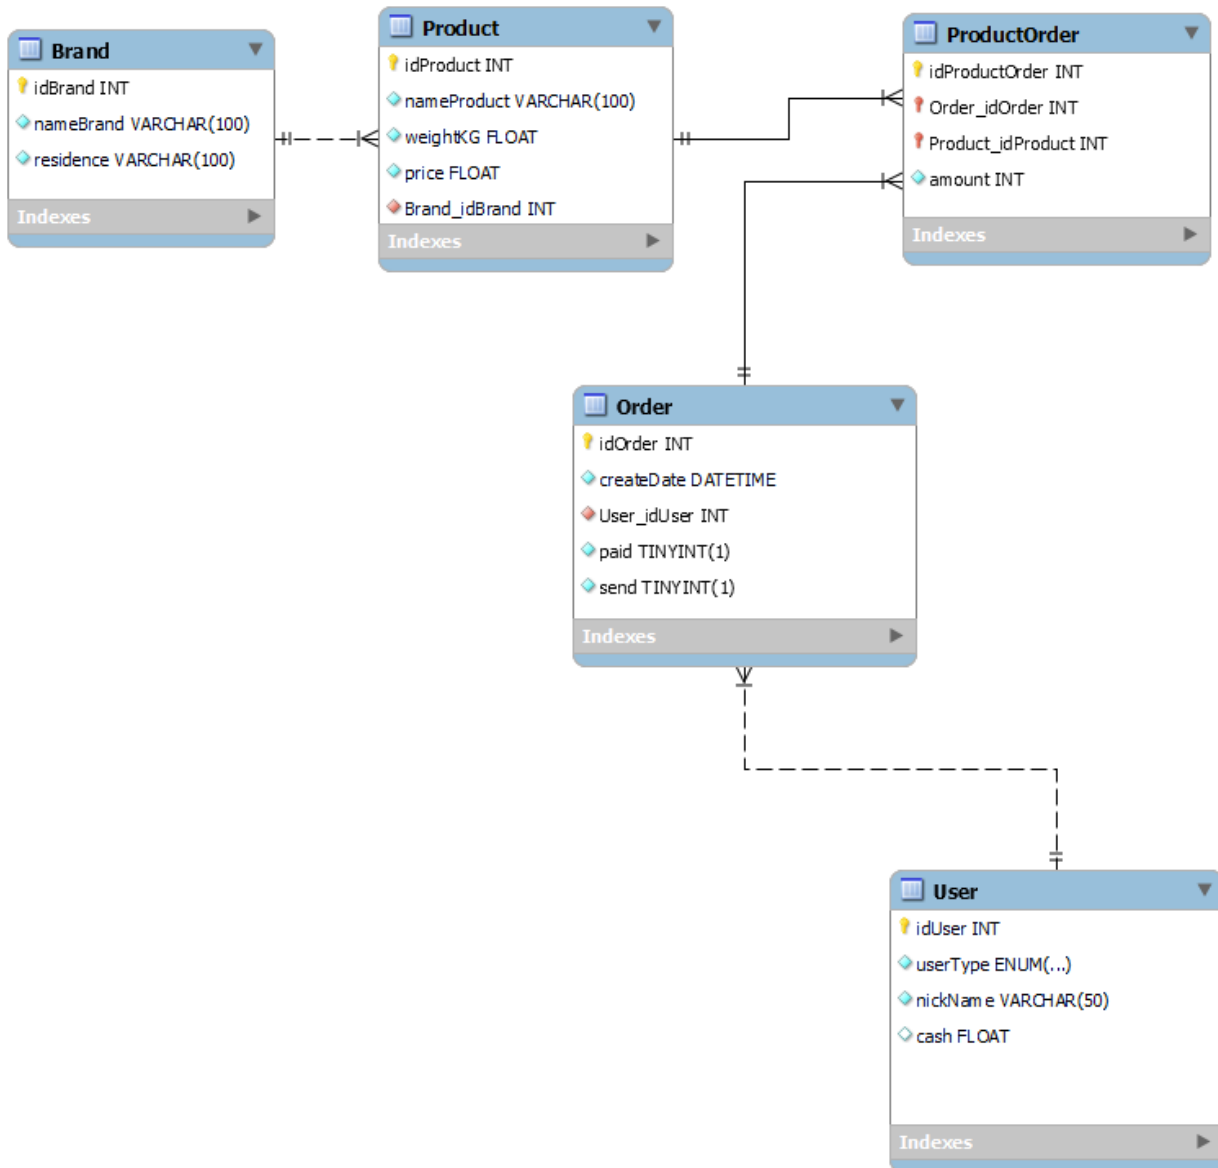 Brand
idBrand INT
nameBrand VARCHAR(100)
residence VARCHAR(100)
Indexes
Product
idProduct INT
nameProduct VARCHAR(100)
weightKG FLOAT
price FLOAT
Brand_idBrand INT
Indexes
ProductOrder
idProductOrder INT
Order_idOrder INT
Product_idProduct INT
amount INT
Indexes
Order
idOrder INT
createDate DATETIME
User_idUser INT
paid TINYINT(1)
send TINYINT(1)
Indexes
User
idUser INT
userType ENUM(...)
nickName VARCHAR(50)
cash FLOAT
Indexes